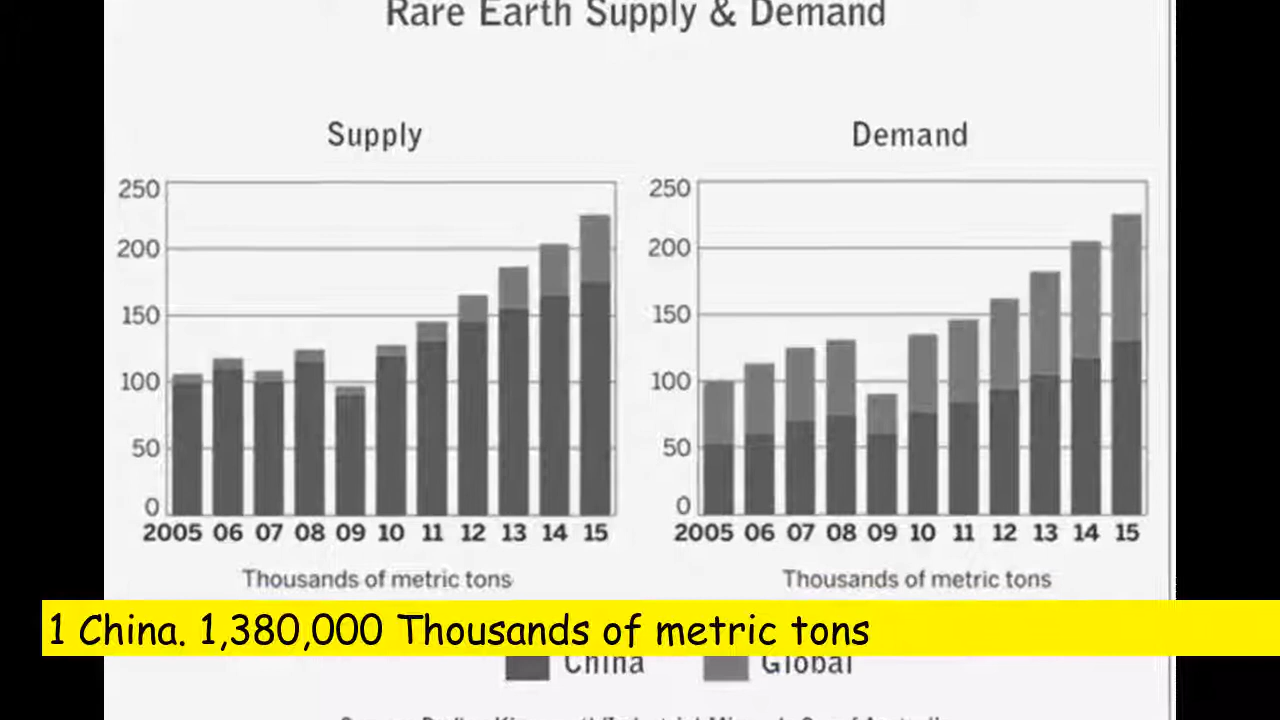 Rare Earth Supply & Demand
Supply
250
200
150
100
50
0
2005 06 07 08 09 10 11 12 13 14 15
Thousands of metric tons
Demand
250
200
150
100
50
0
2005 06 07 08 09 10 11 12 13 14 15
Thousands of metric tons
1 China. 1,380,000 Thousands of metric tons
China Global